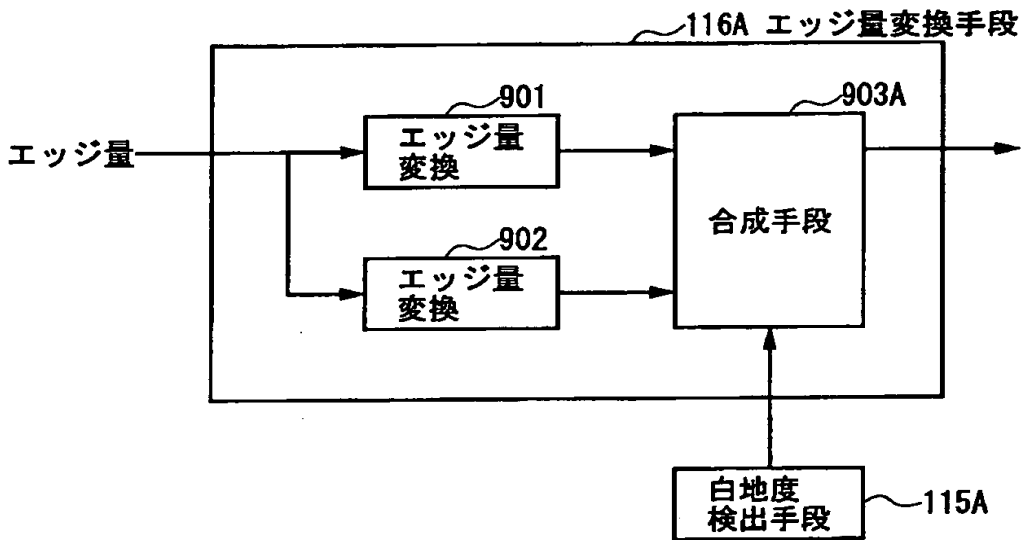 116A エッジ量変換手段
901
903A
エッジ量
変換
エッジ量
合成手段
902
エッジ量
変換
白地度
検出手段
115A